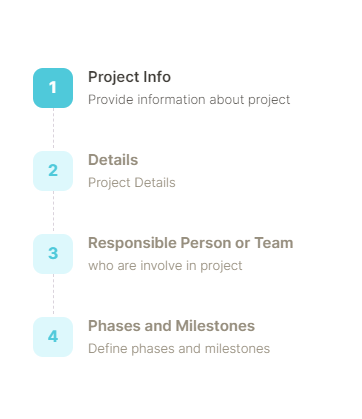 1
Project Info
Provide information about project
2
Details
Project Details
3
Responsible Person or Team
who are involve in project
4
Phases and Milestones
Define phases and milestones